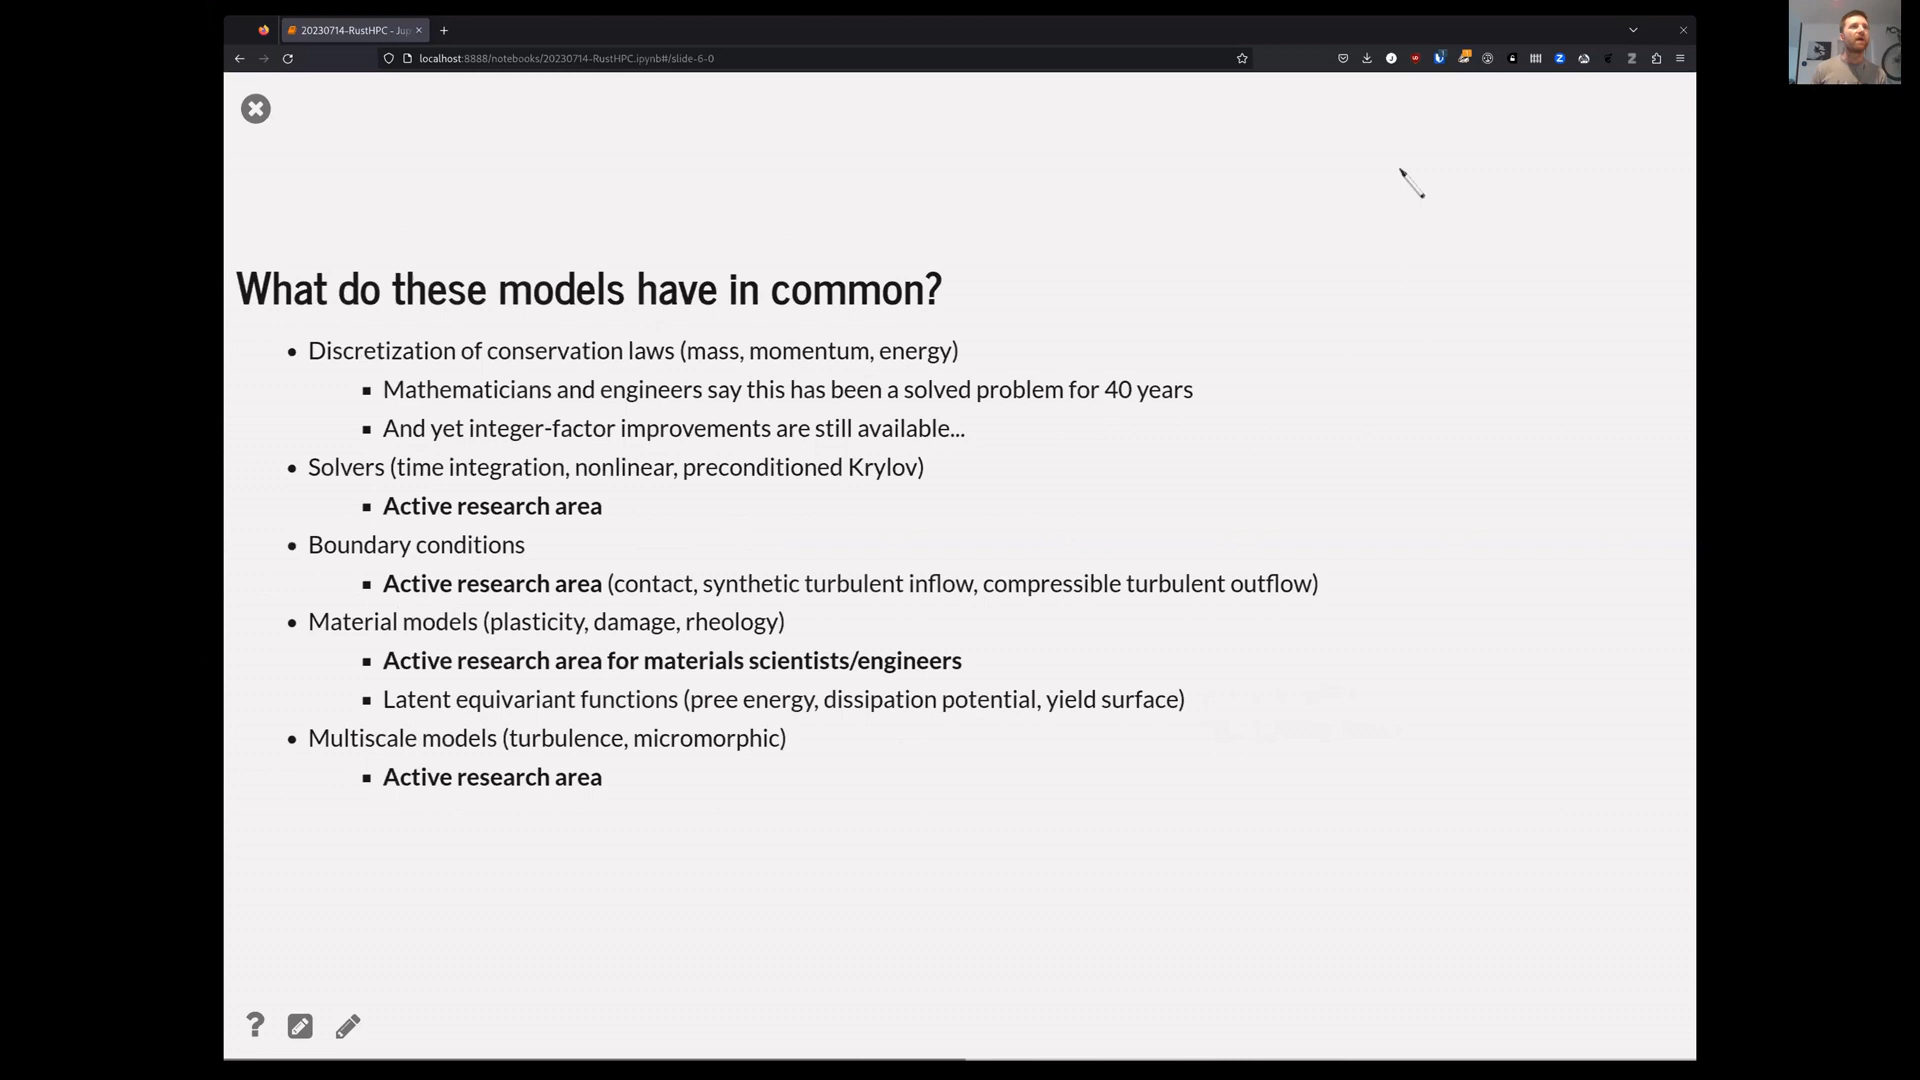 20230714-RustHPC - Jup
localhost:8888/notebooks/20230714-RustHPC.ipynb#/slide-6-0
What do these models have in common?
Discretization of conservation laws (mass, momentum, energy)
Mathematicians and engineers say this has been a solved problem for 40 years
And yet integer-factor improvements are still available...
Solvers (time integration, nonlinear, preconditioned Krylov)
Active research area
Boundary conditions
Active research area (contact, synthetic turbulent inflow, compressible turbulent outflow)
Material models (plasticity, damage, rheology)
Active research area for materials scientists/engineers
Latent equivariant functions (pree energy, dissipation potential, yield surface)
Multiscale models (turbulence, micromorphic)
Active research area